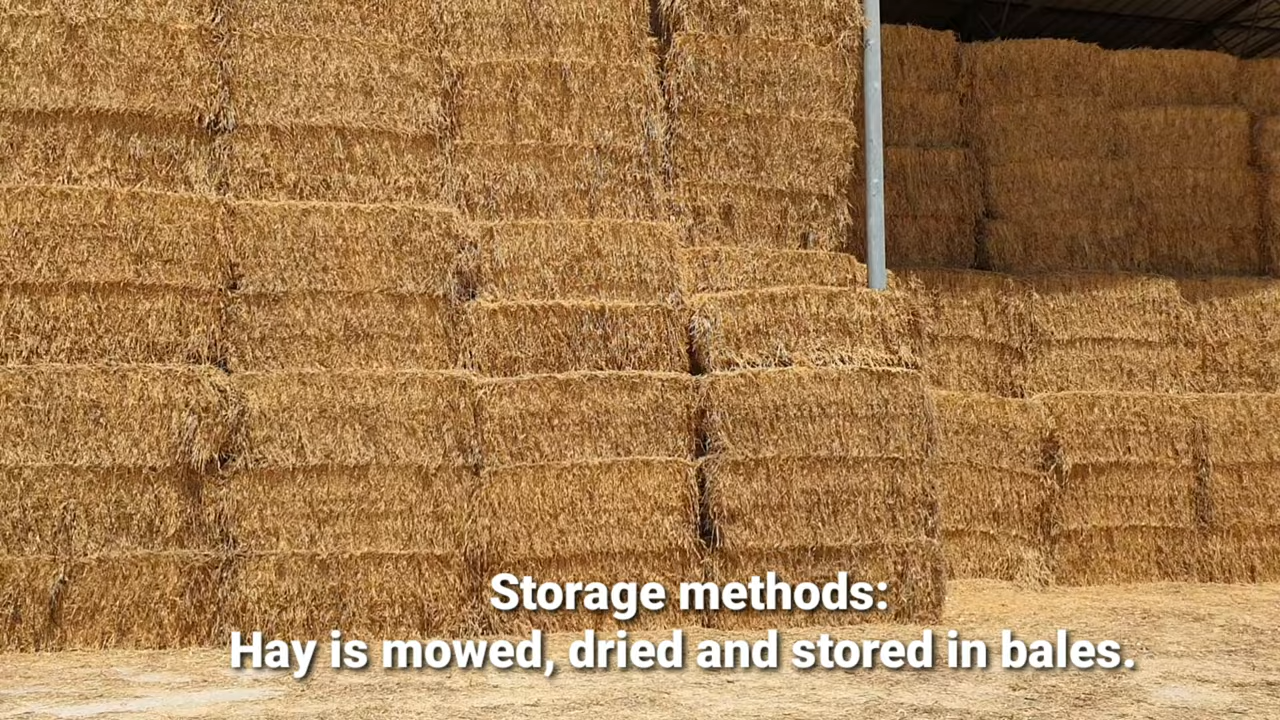 Storage methods:
Hay is mowed, dried and stored in bales.